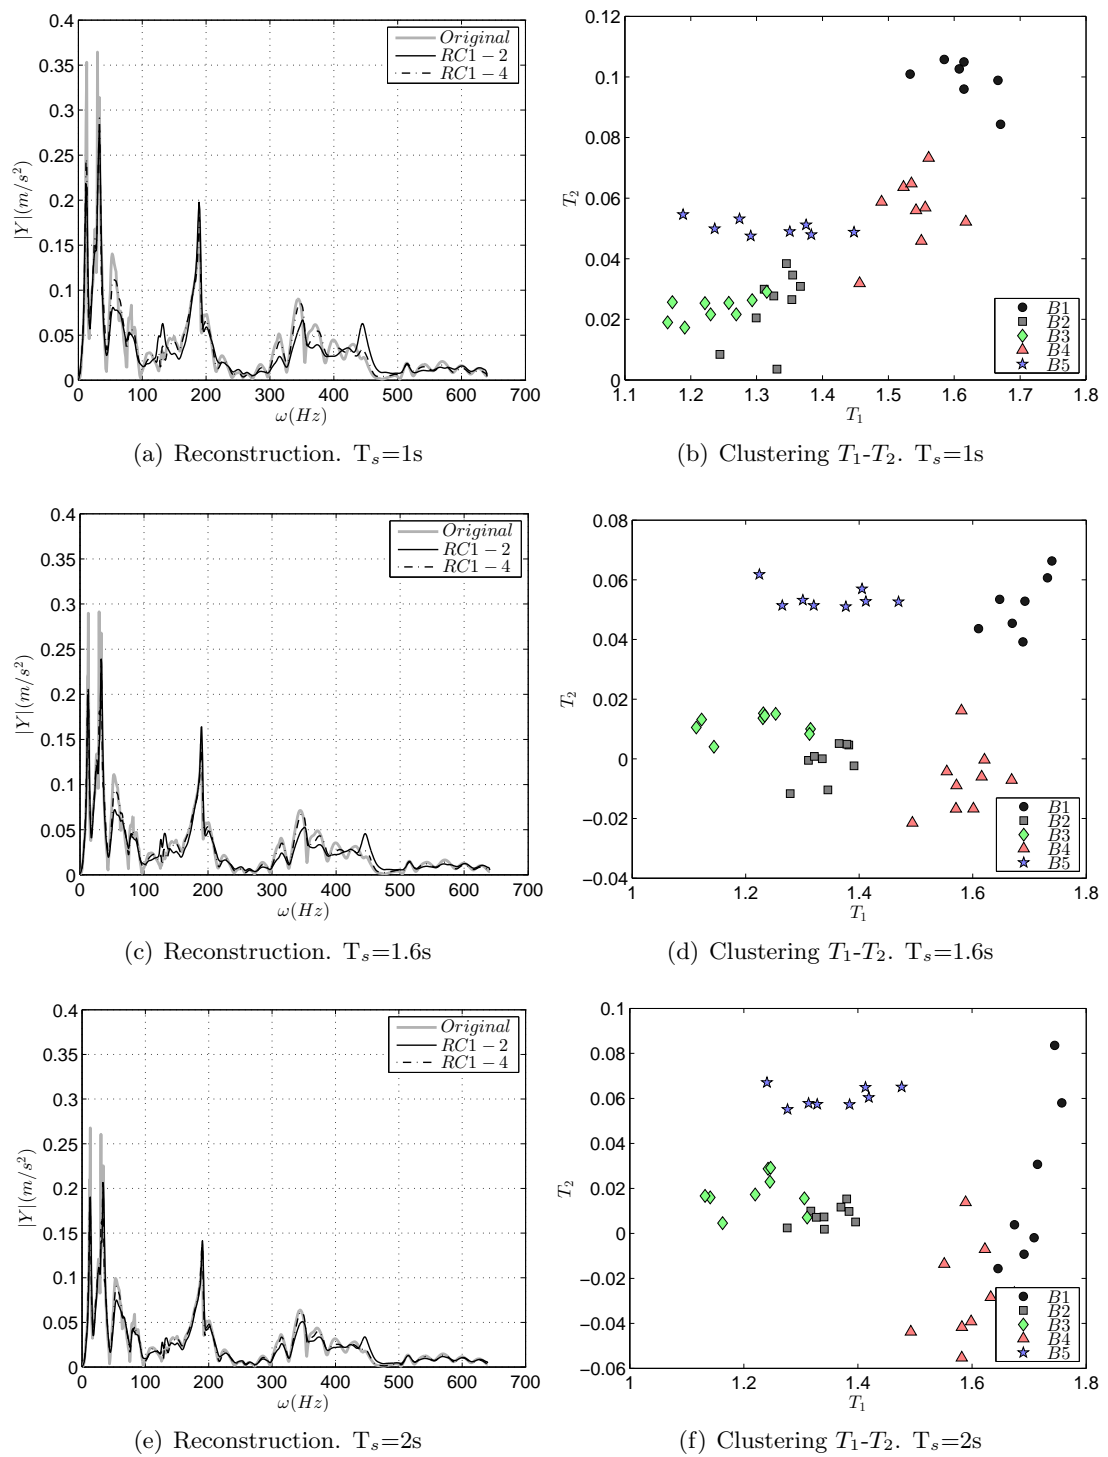 0.4
0.35
0.3
0.25
0.2
0.15
0.1
0.05
0
|Y|(m/s²)
0 100 200 300 400 500 600 700
ω(Hz)
Original
RC1 − 2
RC1 − 4
(a) Reconstruction. Tₛ=1s
0.12
0.1
0.08
0.06
0.04
0.02
0
T₂
1.1 1.2 1.3 1.4 1.5 1.6 1.7 1.8
T₁
B1
B2
B3
B4
B5
(b) Clustering T₁-T₂. Tₛ=1s
0.4
0.35
0.3
0.25
0.2
0.15
0.1
0.05
0
|Y|(m/s²)
0 100 200 300 400 500 600 700
ω(Hz)
Original
RC1 − 2
RC1 − 4
(c) Reconstruction. Tₛ=1.6s
0.08
0.06
0.04
0.02
0
−0.02
−0.04
T₂
1 1.2 1.4 1.6 1.8
T₁
B1
B2
B3
B4
B5
(d) Clustering T₁-T₂. Tₛ=1.6s
0.4
0.35
0.3
0.25
0.2
0.15
0.1
0.05
0
|Y|(m/s²)
0 100 200 300 400 500 600 700
ω(Hz)
Original
RC1 − 2
RC1 − 4
(e) Reconstruction. Tₛ=2s
0.1
0.08
0.06
0.04
0.02
0
−0.02
−0.04
−0.06
T₂
1 1.2 1.4 1.6 1.8
T₁
B1
B2
B3
B4
B5
(f) Clustering T₁-T₂. Tₛ=2s